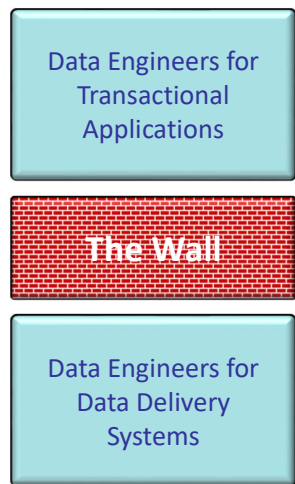 Data Engineers for
Transactional
Applications
The Wall
Data Engineers for
Data Delivery
Systems